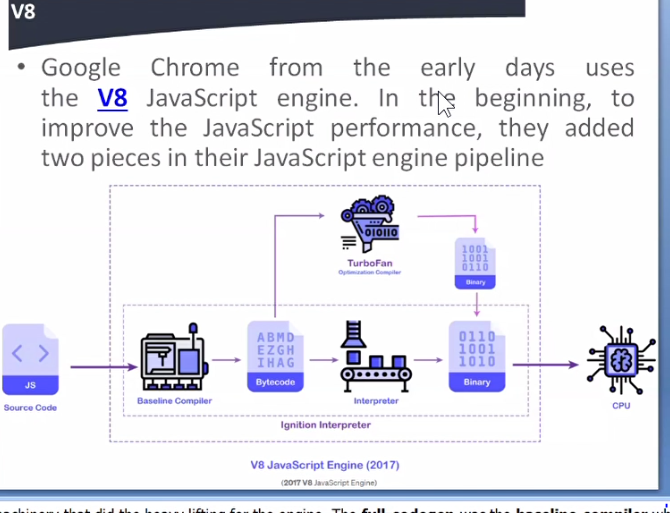 V8
• Google Chrome from the early days uses
the V8 JavaScript engine. In the beginning, to
improve the JavaScript performance, they added
two pieces in their JavaScript engine pipeline
010110
TurboFan
Optimization Compiler
1001
1001
0110
Binary
< >
JS
Source Code
Baseline Compiler
ABMD
EZGH
IHAG
Bytecode
Interpreter
0110
1001
1010
Binary
CPU
Ignition Interpreter
V8 JavaScript Engine (2017)
(2017 V8 JavaScript Engine)
machinery that did the heavy lifting for the engine. The full-codegen was the baseline compiler